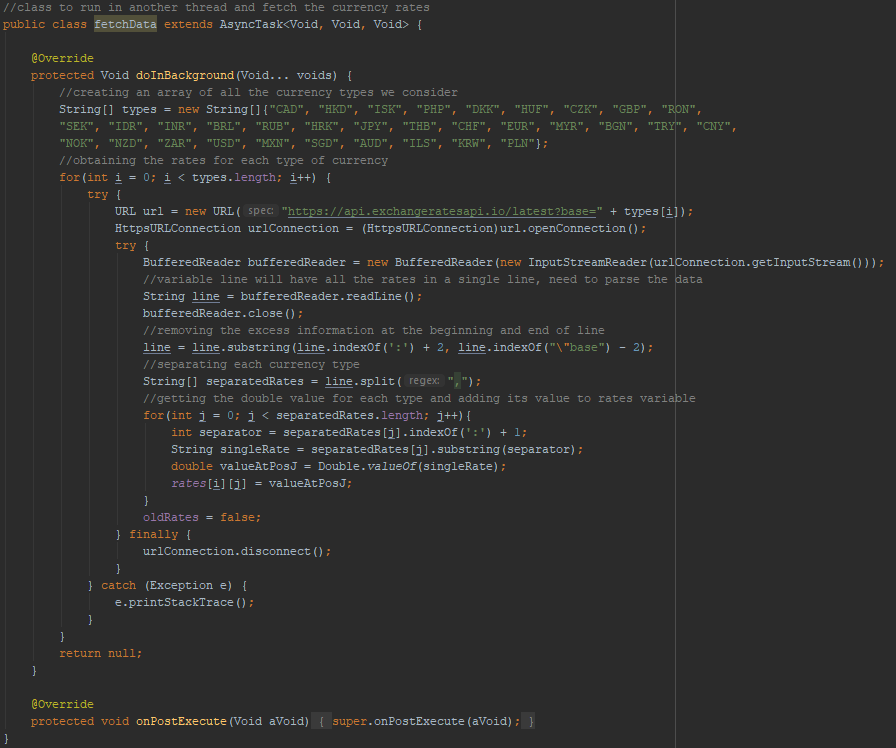 //class to run in another thread and fetch the currency rates
public class fetchData extends AsyncTask<Void, Void, Void> {
@Override
protected Void doInBackground(Void... voids) {
//creating an array of all the currency types we consider
String[] types = new String[]{"CAD", "HKD", "ISK", "PHP", "DKK", "HUF", "CZK", "GBP", "RON",
"SEK", "IDR", "INR", "BRL", "RUB", "HRK", "JPY", "THB", "CHF", "EUR", "MYR", "BGN", "TRY", "CNY",
"NOK", "NZD", "ZAR", "USD", "MXN", "SGD", "AUD", "ILS", "KRW", "PLN"};
//obtaining the rates for each type of currency
for(int i = 0; i < types.length; i++) {
try {
URL url = new URL( spec: "https://api.exchangeratesapi.io/latest?base=" + types[i]);
HttpsURLConnection urlConnection = (HttpsURLConnection)url.openConnection();
try {
BufferedReader bufferedReader = new BufferedReader(new InputStreamReader(urlConnection.getInputStream()));
//variable line will have all the rates in a single line, need to parse the data
String line = bufferedReader.readLine();
bufferedReader.close();
//removing the excess information at the beginning and end of line
line = line.substring(line.indexOf(':') + 2, line.indexOf("\"base") - 2);
//separating each currency type
String[] separatedRates = line.split( regex: ",");
//getting the double value for each type and adding its value to rates variable
for(int j = 0; j < separatedRates.length; j++){
int separator = separatedRates[j].indexOf(':') + 1;
String singleRate = separatedRates[j].substring(separator);
double valueAtPosJ = Double.valueOf(singleRate);
rates[i][j] = valueAtPosJ;
}
oldRates = false;
} finally {
urlConnection.disconnect();
}
} catch (Exception e) {
e.printStackTrace();
}
}
return null;
}
@Override
protected void onPostExecute(Void aVoid) { super.onPostExecute(aVoid); }
}